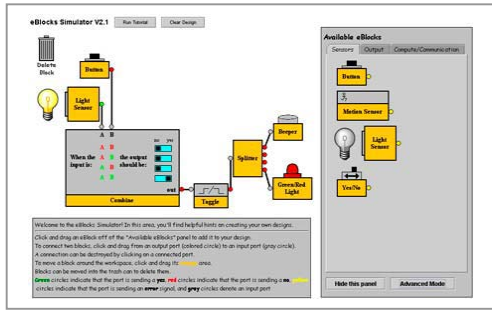 eBlocks Simulator V2.1
Run Tutorial
Clear Design
Delete
Block
Button
Light
Sensor
A B
no yes
When the
input is:
A B
A B
A B
A B
the output
should be:
out
Combine
Toggle
Splitter
Beeper
Green/Red
Light
Available eBlocks
Sensors
Output
Compute/Communication
Button
Motion Sensor
Light
Sensor
Yes/No
Hide this panel
Advanced Mode
Welcome to the eBlocks Simulator! In this area, you'll find helpful hints on creating your own designs.
Click and drag an eBlock off of the "Available eBlocks" panel to add it to your design.
To connect two blocks, click and drag from an output port (colored circle) to an input port (gray circle).
A connection can be destroyed by clicking on a connected port.
To move a block around the workspace, click and drag its area.
Blocks can be moved into the trash can to delete them.
Green circles indicate that the port is sending a yes, red circles indicate that the port is sending a no, yellow
circles indicate that the port is sending an error signal, and grey circles denote an input port